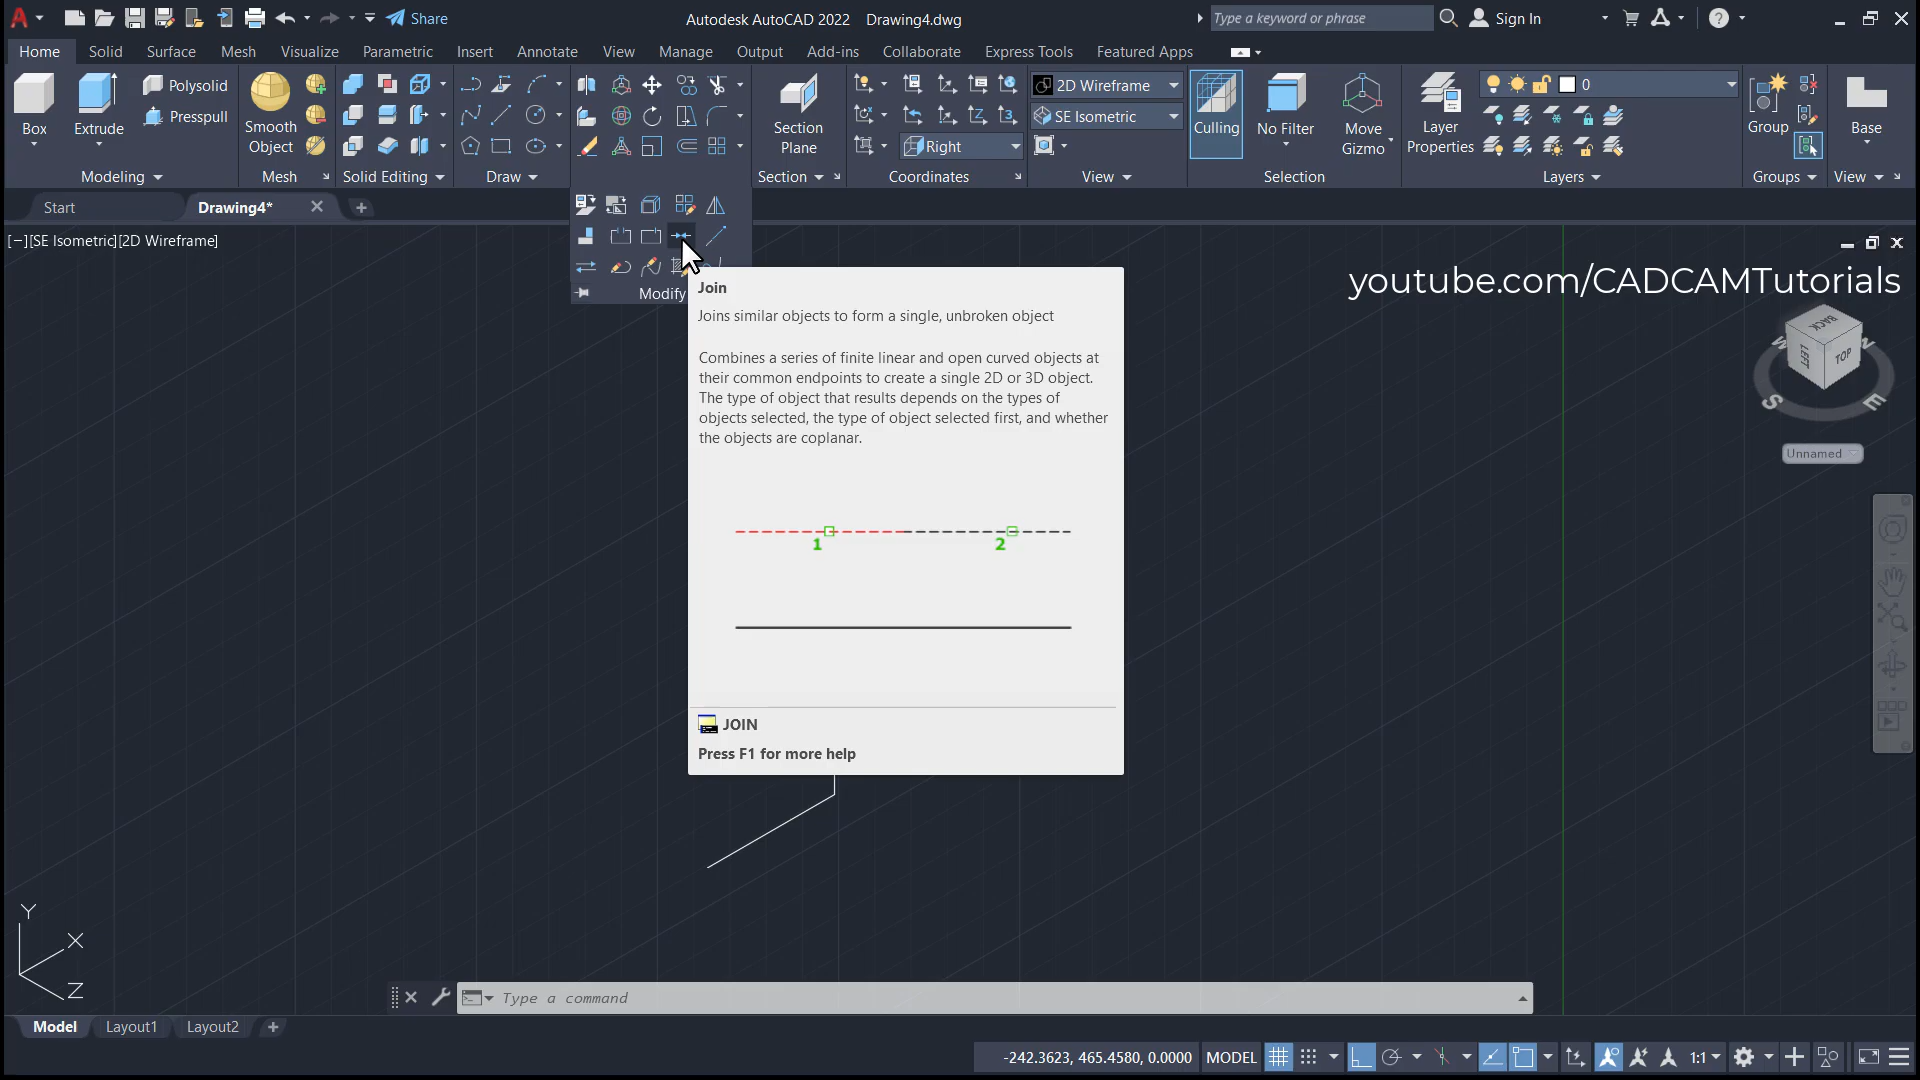 Share
Autodesk AutoCAD 2022 Drawing4.dwg
Type a keyword or phrase
Sign In
Home Solid Surface Mesh Visualize Parametric Insert Annotate View Manage Output Add-ins Collaborate Express Tools Featured Apps
Box
Extrude
Polysolid
Presspull
Smooth
Object
Section
Plane
2D Wireframe
SE Isometric
Right
Culling
No Filter
Move
Gizmo
Layer
Properties
0
Group
Base
Modeling
Mesh
Solid Editing
Draw
Section
Coordinates
View
Selection
Layers
Groups
View
Start
Drawing4*
[−][SE Isometric][2D Wireframe]
Modify
youtube.com/CADCAMTutorials
BACK
LEFT
TOP
W
N
S
E
Unnamed
Join
Joins similar objects to form a single, unbroken object
Combines a series of finite linear and open curved objects at
their common endpoints to create a single 2D or 3D object.
The type of object that results depends on the types of
objects selected, the type of object selected first, and whether
the objects are coplanar.
1
2
JOIN
Press F1 for more help
Y
X
Z
Type a command
Model Layout1 Layout2
-242.3623, 465.4580, 0.0000 MODEL
1:1